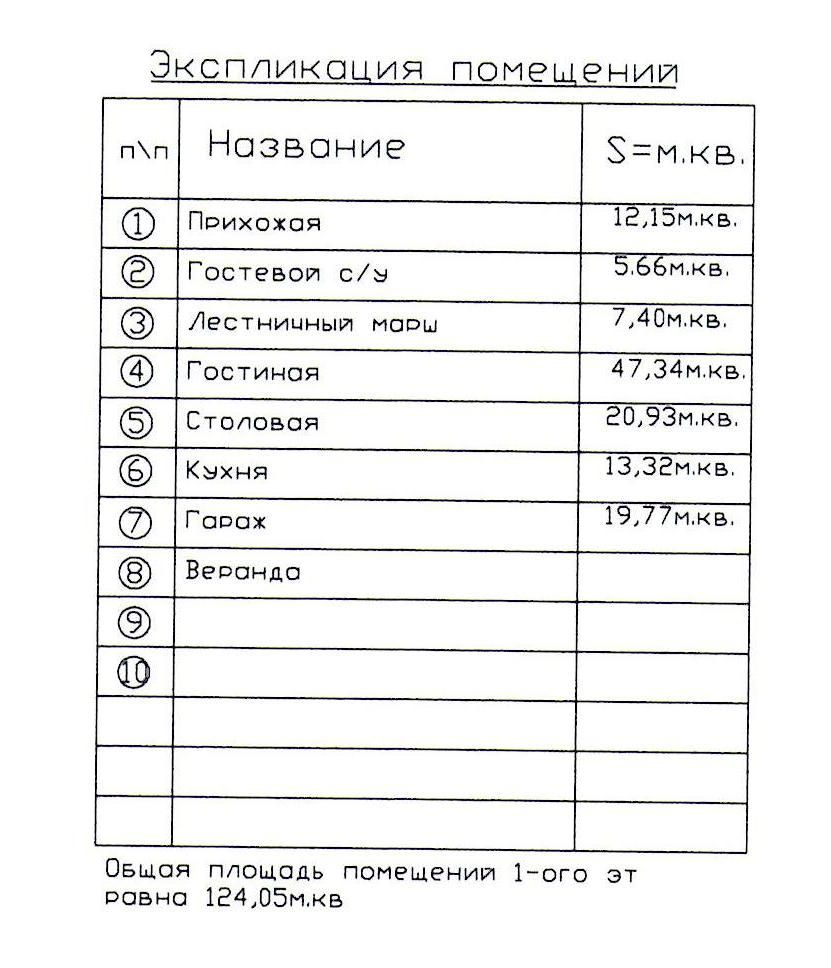 Экспликация помещений
п\п Название S=м.кв.
1 Прихожая 12,15м.кв.
2 Гостевой с/у 5.66м.кв.
3 Лестничный марш 7,40м.кв.
4 Гостиная 47,34м.кв.
5 Столовая 20,93м.кв.
6 Кухня 13,32м.кв.
7 Гараж 19,77м.кв.
8 Веранда
9
10
Общая площадь помещений 1-ого эт
равна 124,05м.кв